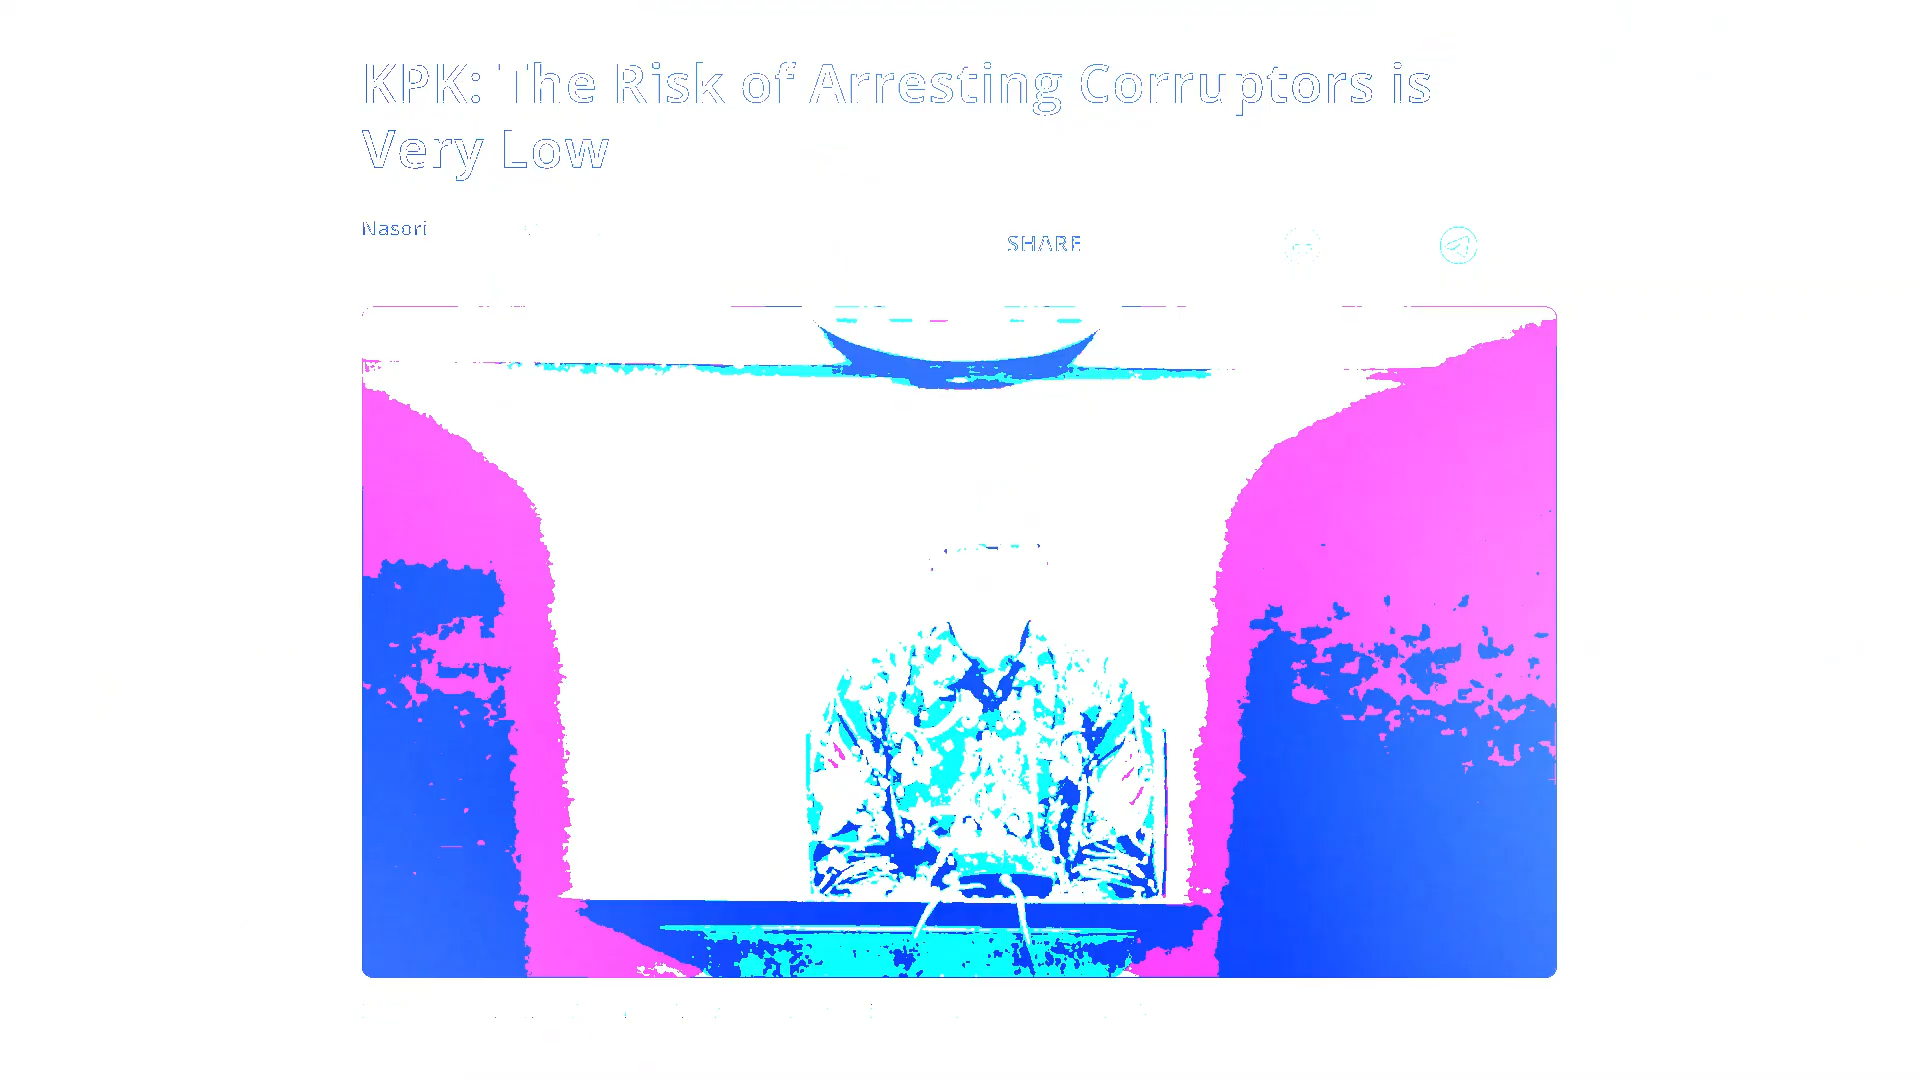 KPK: The Risk of Arresting Corruptors is
Very Low
Nasori
SHARE